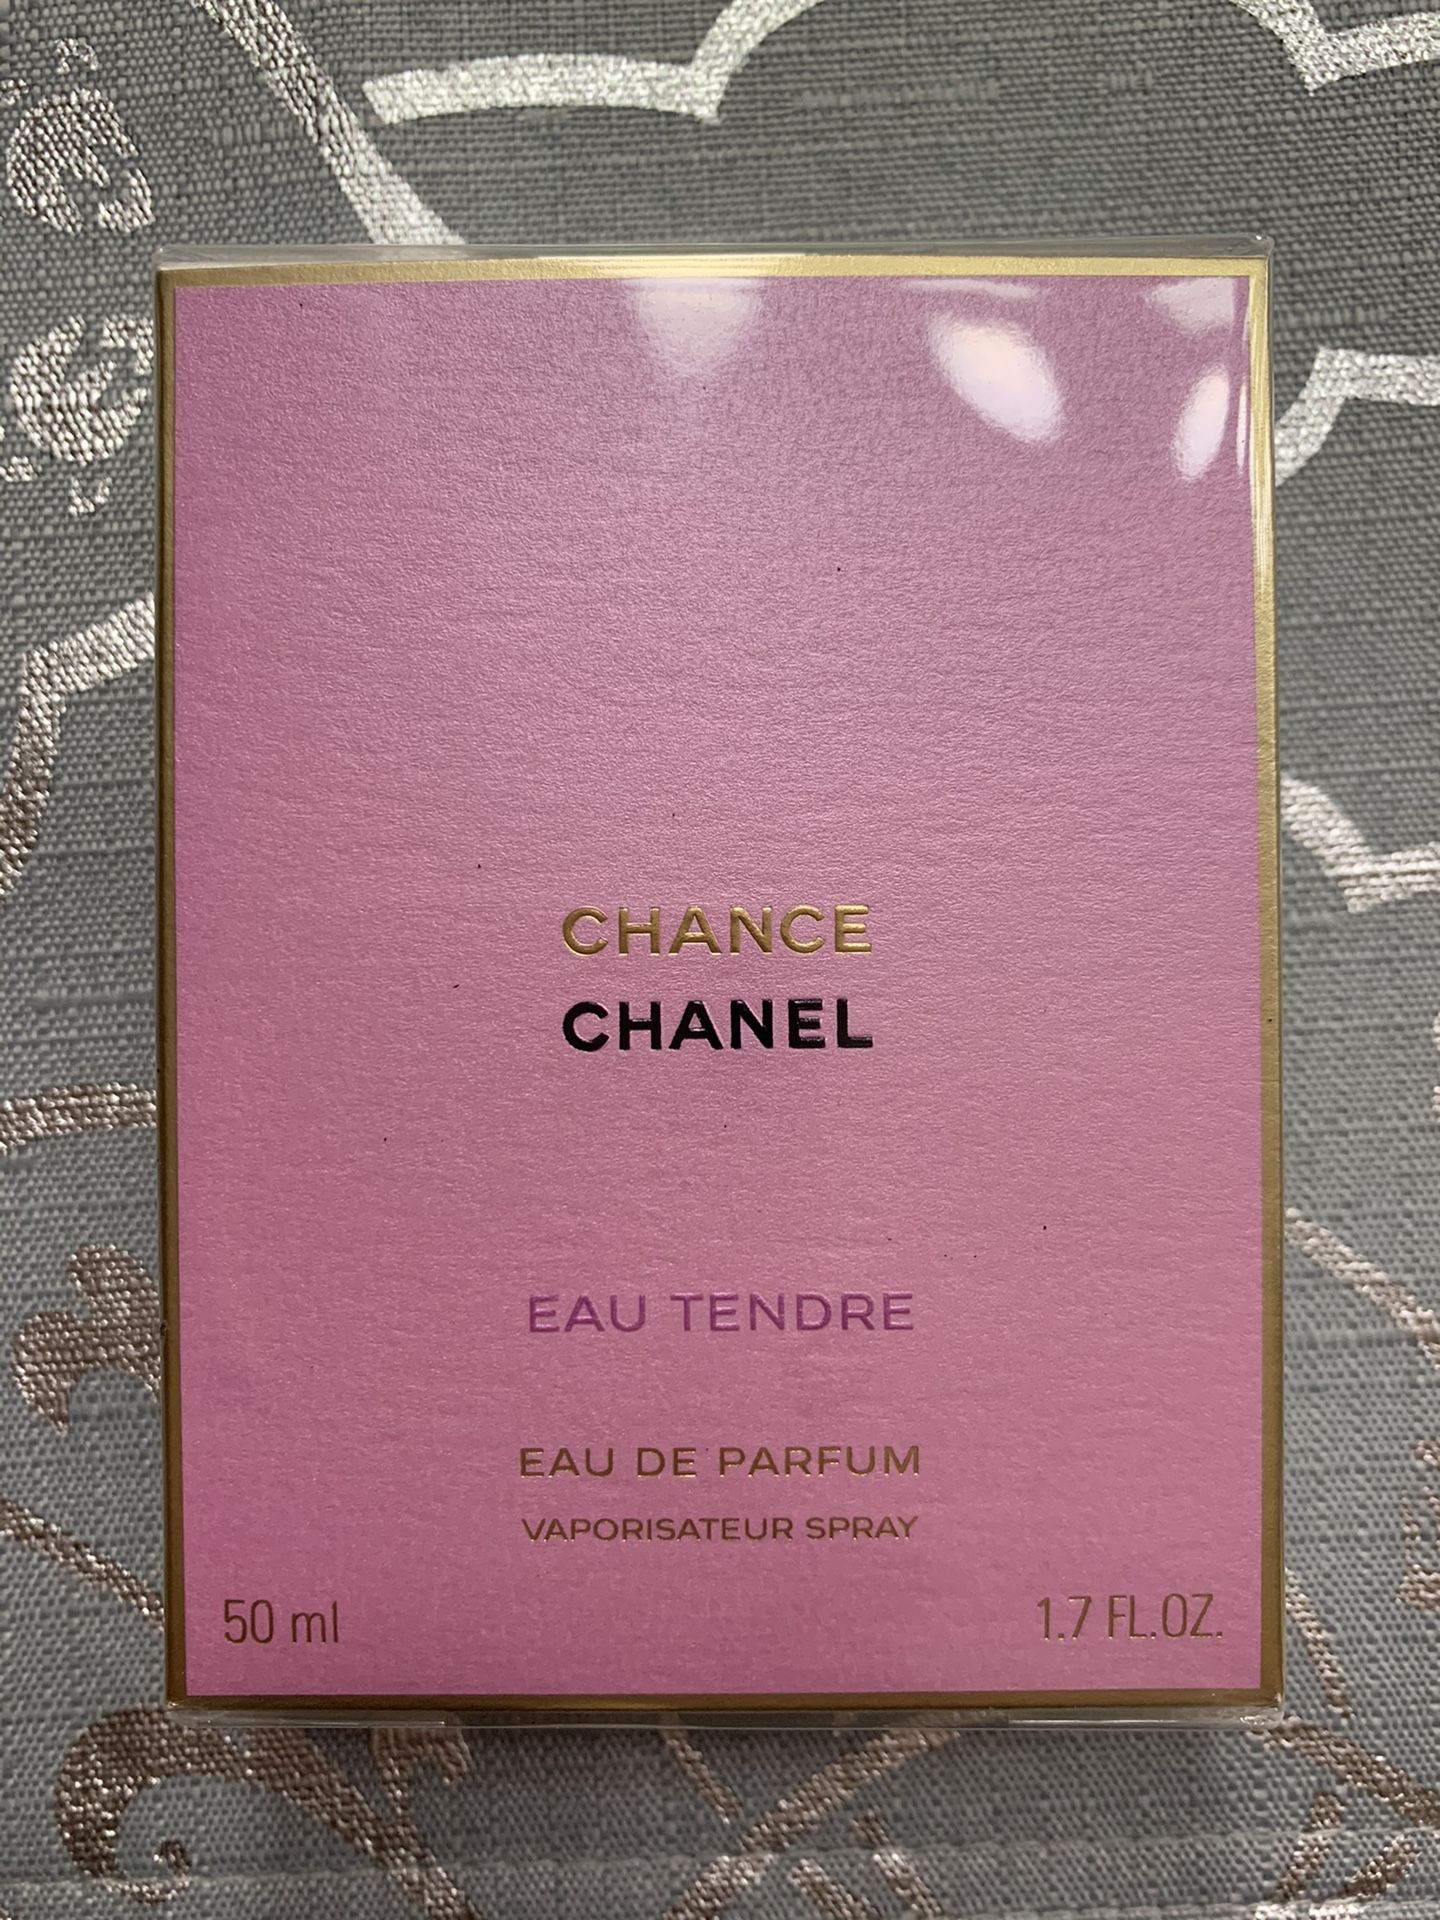 CHANCE
CHANEL
EAU TENDRE
EAU DE PARFUM
VAPORISATEUR SPRAY
50 ml 1.7 FL.OZ.